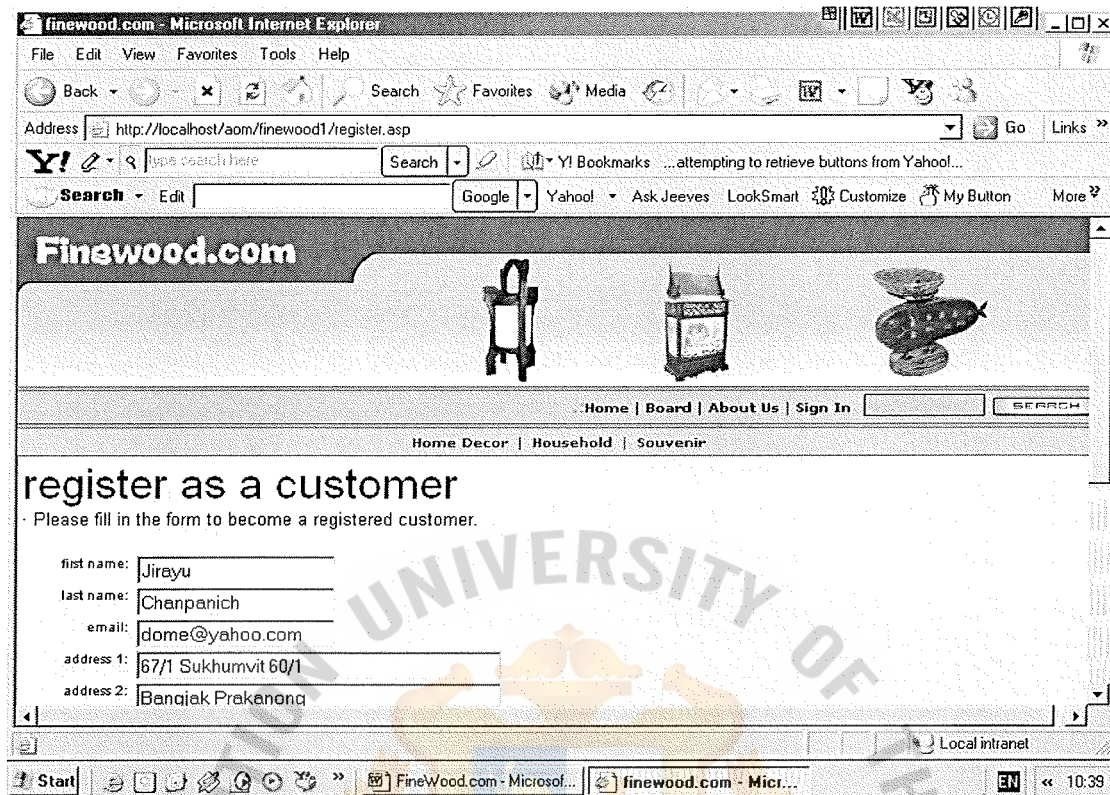 finewood.com - Microsoft Internet Explorer
File Edit View Favorites Tools Help
Back Search Favorites Media
Address http://localhost/aom/finewood1/register.asp Go Links »
Y! type search here Search Y! Bookmarks ...attempting to retrieve buttons from Yahoo!...
Search Edit Google Yahoo! Ask Jeeves LookSmart Customize My Button More
Finewood.com
Home | Board | About Us | Sign In SEARCH
Home Decor | Household | Souvenir
register as a customer
· Please fill in the form to become a registered customer.
first name: Jirayu
last name: Chanpanich
email: dome@yahoo.com
address 1: 67/1 Sukhumvit 60/1
address 2: Bangjak Prakanong
UNIVERSITY OF
Local intranet
Start » FineWood.com - Microsof... finewood.com - Micr... EN « 10:39